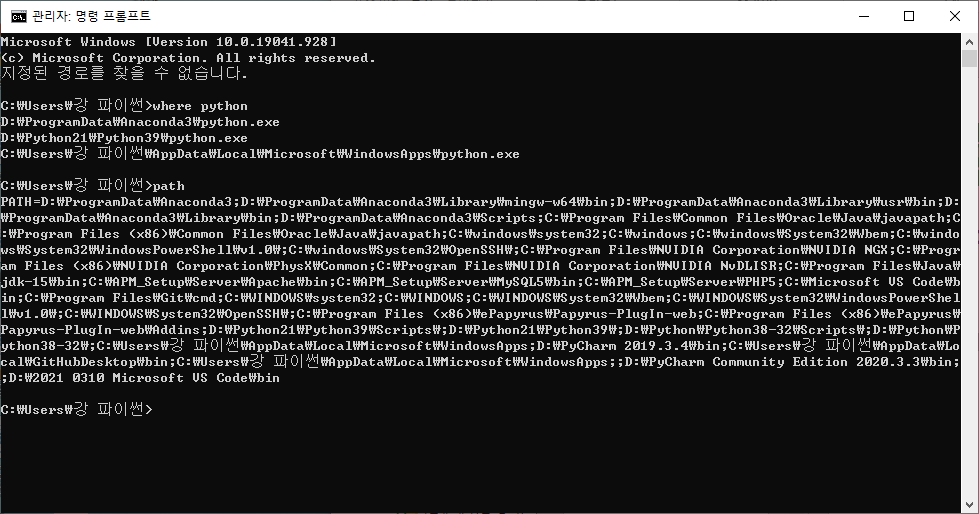 관리자: 명령 프롬프트
Microsoft Windows [Version 10.0.19041.928]
(c) Microsoft Corporation. All rights reserved.
지정된 경로를 찾을 수 없습니다.
C:₩Users₩강 파이썬>where python
D:₩ProgramData₩Anaconda3₩python.exe
D:₩Python21₩Python39₩python.exe
C:₩Users₩강 파이썬₩AppData₩Local₩Microsoft₩WindowsApps₩python.exe
C:₩Users₩강 파이썬>path
PATH=D:₩ProgramData₩Anaconda3;D:₩ProgramData₩Anaconda3₩Library₩mingw-w64₩bin;D:₩ProgramData₩Anaconda3₩Library₩usr₩bin;D:
₩ProgramData₩Anaconda3₩Library₩bin;D:₩ProgramData₩Anaconda3₩Scripts;C:₩Program Files₩Common Files₩Oracle₩Java₩javapath;C
:₩Program Files (x86)₩Common Files₩Oracle₩Java₩javapath;C:₩windows₩system32;C:₩windows;C:₩windows₩System32₩Wbem;C:₩windo
ws₩System32₩WindowsPowerShell₩v1.0₩;C:₩windows₩System32₩OpenSSH₩;C:₩Program Files₩NVIDIA Corporation₩NVIDIA NGX;C:₩Progr
am Files (x86)₩NVIDIA Corporation₩PhysX₩Common;C:₩Program Files₩NVIDIA Corporation₩NVIDIA NvDLISR;C:₩Program Files₩Java₩
jdk-15₩bin;C:₩APM_Setup₩Server₩Apache₩bin;C:₩APM_Setup₩Server₩MySQL5₩bin;C:₩APM_Setup₩Server₩PHP5;C:₩Microsoft VS Code₩b
in;C:₩Program Files₩Git₩cmd;C:₩WINDOWS₩system32;C:₩WINDOWS;C:₩WINDOWS₩System32₩Wbem;C:₩WINDOWS₩System32₩WindowsPowerShel
l₩v1.0₩;C:₩WINDOWS₩System32₩OpenSSH₩;C:₩Program Files (x86)₩ePapyrus₩Papyrus-PlugIn-web;C:₩Program Files (x86)₩ePapyrus₩
Papyrus-PlugIn-web₩Addins;D:₩Python21₩Python39₩Scripts₩;D:₩Python21₩Python39₩;D:₩Python₩Python38-32₩Scripts₩;D:₩Python₩P
ython38-32₩;C:₩Users₩강 파이썬₩AppData₩Local₩Microsoft₩WindowsApps;D:₩PyCharm 2019.3.4₩bin;C:₩Users₩강 파이썬₩AppData₩Lo
cal₩GitHubDesktop₩bin;C:₩Users₩강 파이썬₩AppData₩Local₩Microsoft₩WindowsApps;;D:₩PyCharm Community Edition 2020.3.3₩bin;
;D:₩2021 0310 Microsoft VS Code₩bin
C:₩Users₩강 파이썬>